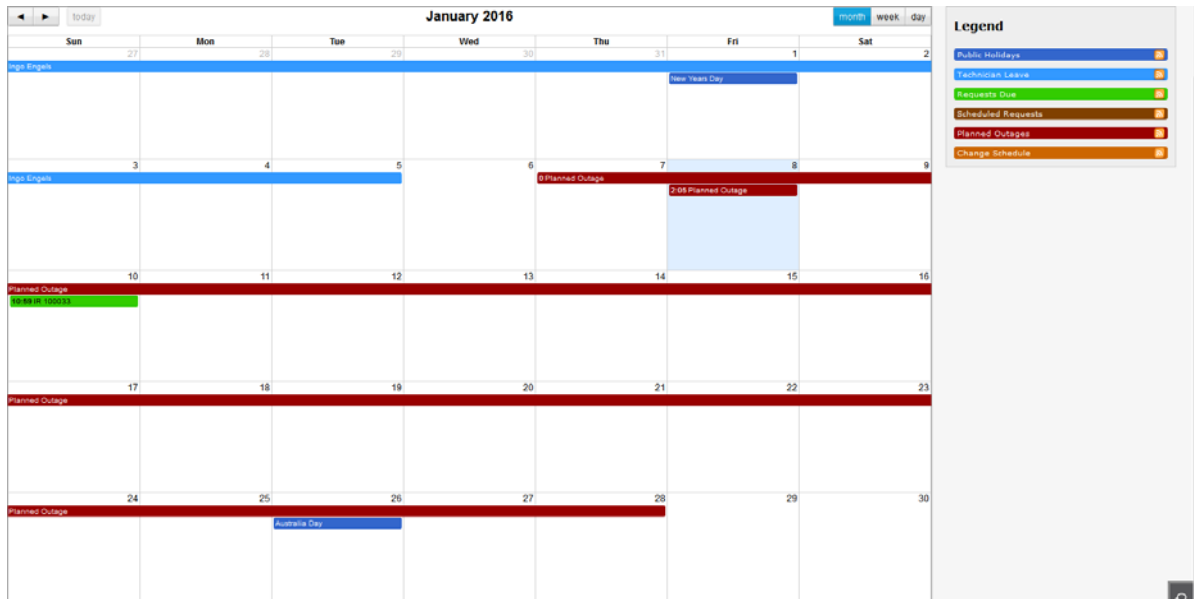 ◄ ► today January 2016 month week day
Legend
Sun Mon Tue Wed Thu Fri Sat
27 28 29 30 31 1 2
Public Holidays
Ingo Engels
Technician Leave
New Years Day
Requests Due
Scheduled Requests
Planned Outages
Change Schedule
3 4 5 6 7 8 9
Ingo Engels 0 Planned Outage
2:05 Planned Outage
10 11 12 13 14 15 16
Planned Outage
10:59 IR 100033
17 18 19 20 21 22 23
Planned Outage
24 25 26 27 28 29 30
Planned Outage
Australia Day